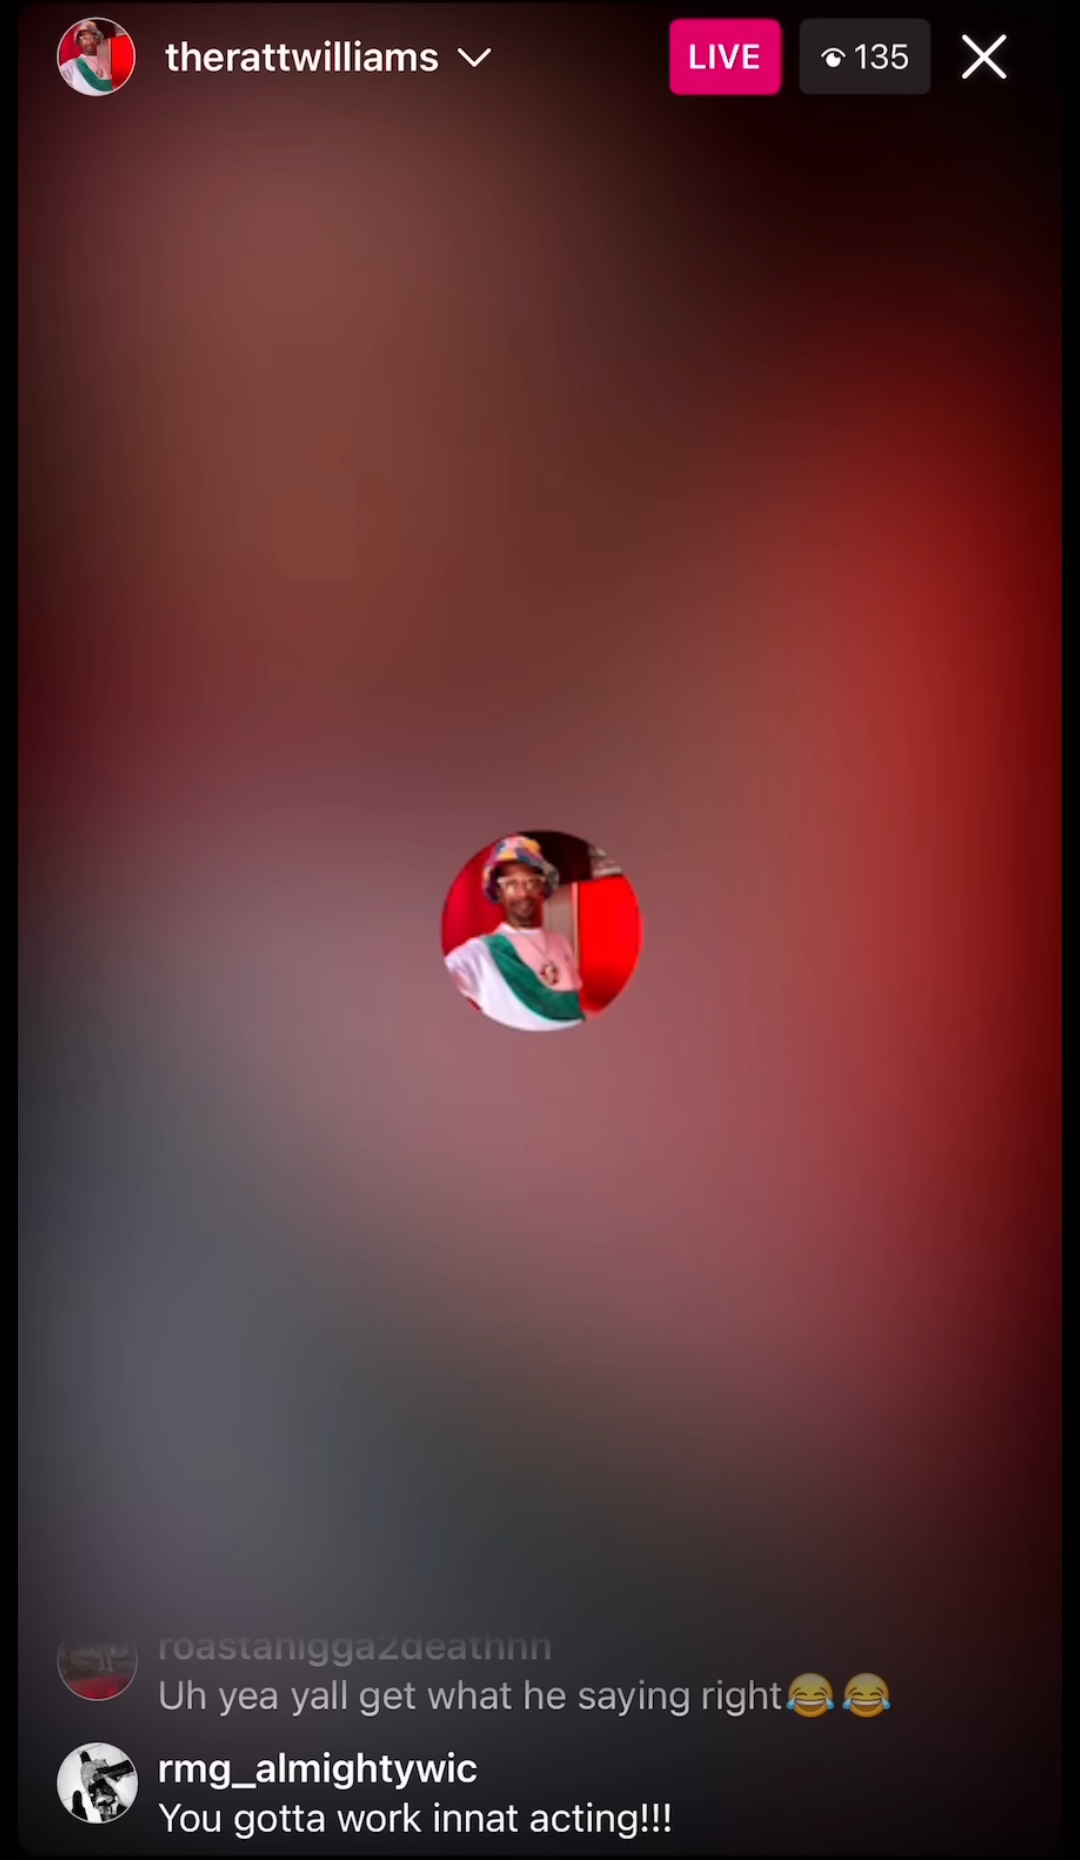 therattwilliams
LIVE
135
roastanigga2deathhh
Uh yea yall get what he saying right😂😂
rmg_almightywic
You gotta work innat acting!!!